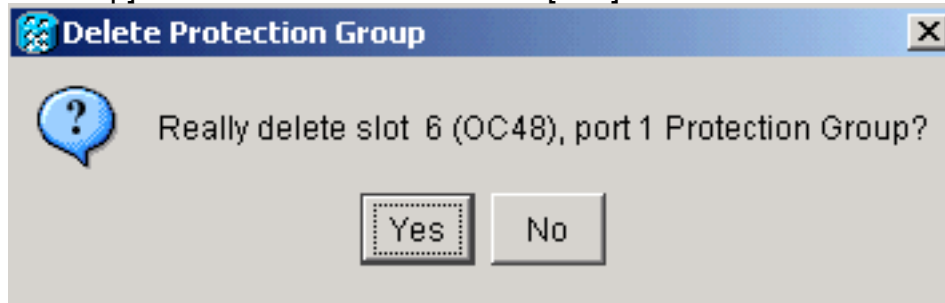 Delete Protection Group
Really delete slot 6 (OC48), port 1 Protection Group?
Yes No